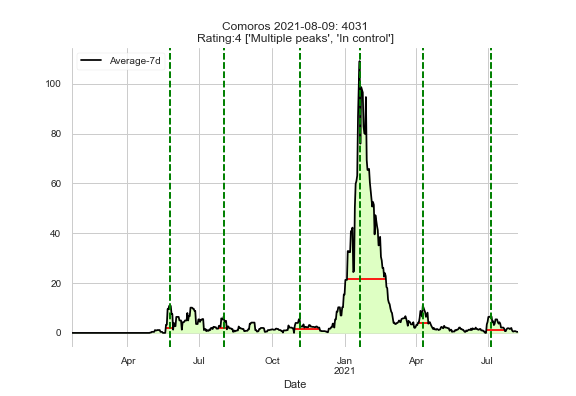 Comoros 2021-08-09: 4031
Rating:4 ['Multiple peaks', 'In control']
Average-7d
100
80
60
40
20
0
Apr
Jul
Oct
Jan
2021
Apr
Jul
Date